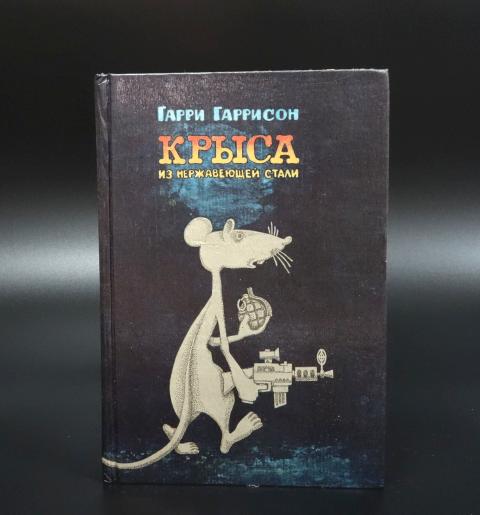 ГАРРИ ГАРРИСОН
КРЫСА
ИЗ НЕРЖАВЕЮЩЕЙ СТАЛИ